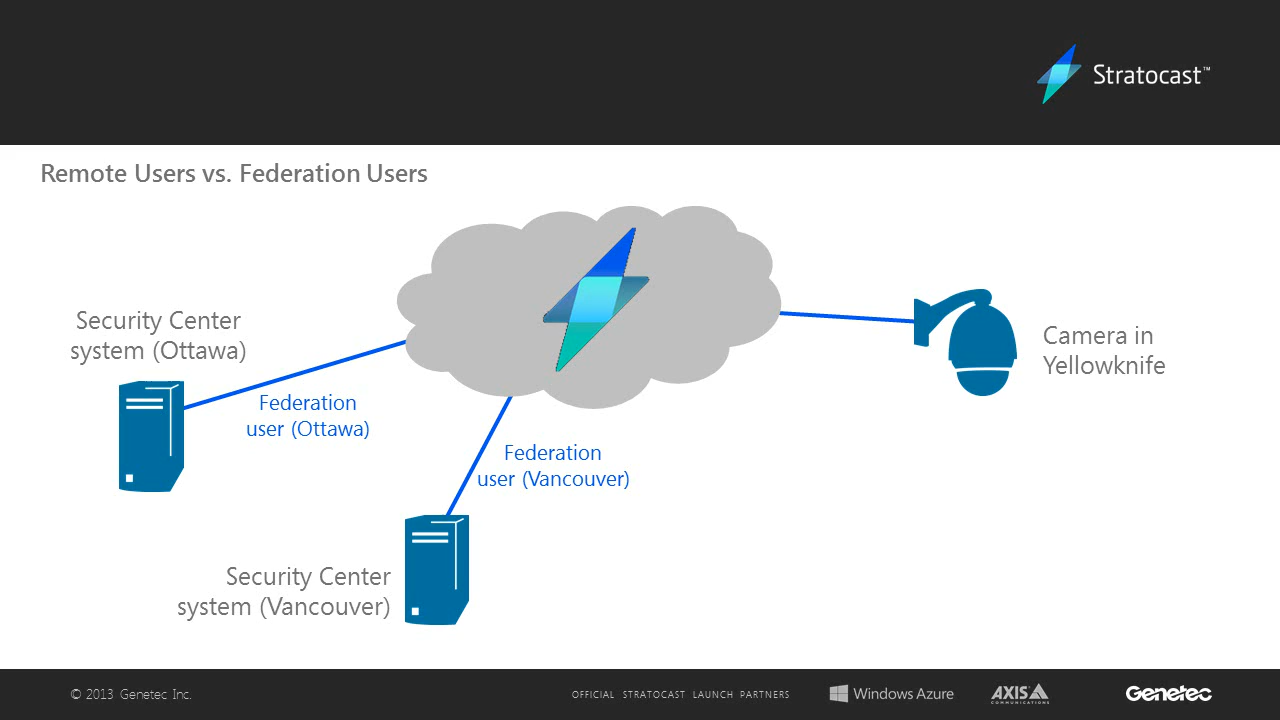 Stratocast™
Remote Users vs. Federation Users
Security Center
system (Ottawa)
Camera in
Yellowknife
Federation
user (Ottawa)
Federation
user (Vancouver)
Security Center
system (Vancouver)
© 2013 Genetec Inc.
OFFICIAL STRATOCAST LAUNCH PARTNERS
Windows Azure
AXIS
COMMUNICATIONS
Genetec